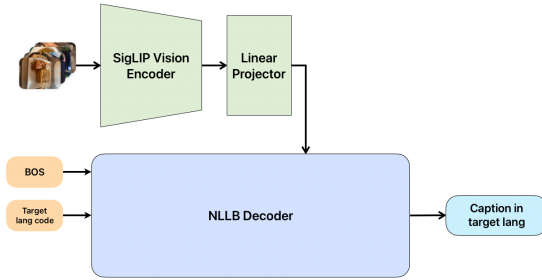 SigLIP Vision
Encoder
Linear
Projector
BOS
Target
lang code
NLLB Decoder
Caption in
target lang